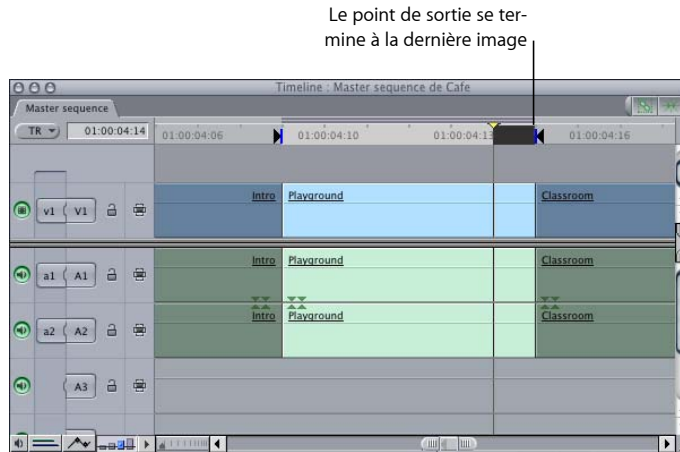 Le point de sortie se ter-
mine à la dernière image
Timeline : Master sequence de Cafe
Master sequence
TR 01:00:04:14 01:00:04:06 01:00:04:10 01:00:04:13 01:00:04:16
v1 V1 Intro Playground Classroom
a1 A1 Intro Playground Classroom
a2 A2 Intro Playground Classroom
A3